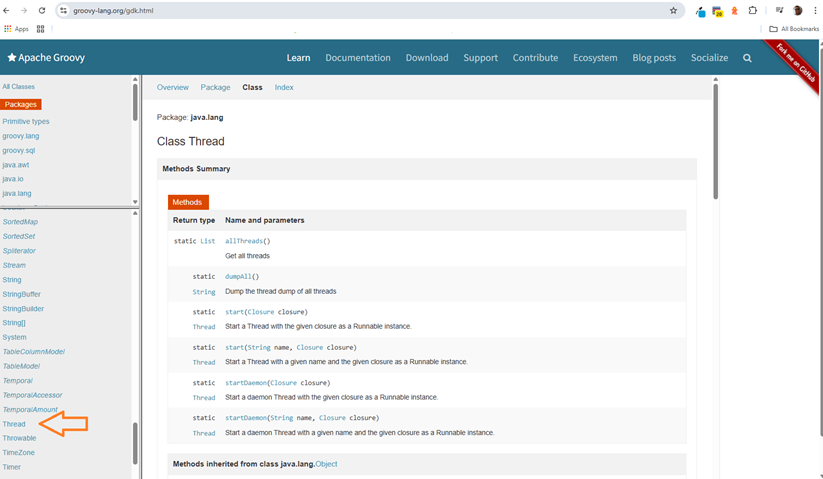 groovy-lang.org/gdk.html
26
Apps
All Bookmarks
Apache Groovy
Learn
Documentation
Download
Support
Contribute
Ecosystem
Blog posts
Socialize
Fork me on GitHub
All Classes
Packages
Primitive types
groovy.lang
groovy.sql
java.awt
java.io
java.lang
SortedMap
SortedSet
Spliterator
Stream
String
StringBuffer
StringBuilder
String[]
System
TableColumnModel
TableModel
Temporal
TemporalAccessor
TemporalAmount
Thread
Throwable
TimeZone
Timer
Overview Package Class Index
Package: java.lang
Class Thread
Methods Summary
Methods
Return type Name and parameters
static List allThreads()
Get all threads
static dumpAll()
String Dump the thread dump of all threads
static start(Closure closure)
Thread Start a Thread with the given closure as a Runnable instance.
static start(String name, Closure closure)
Thread Start a Thread with a given name and the given closure as a Runnable instance.
static startDaemon(Closure closure)
Thread Start a daemon Thread with the given closure as a Runnable instance.
static startDaemon(String name, Closure closure)
Thread Start a daemon Thread with a given name and the given closure as a Runnable instance.
Methods inherited from class java.lang.Object